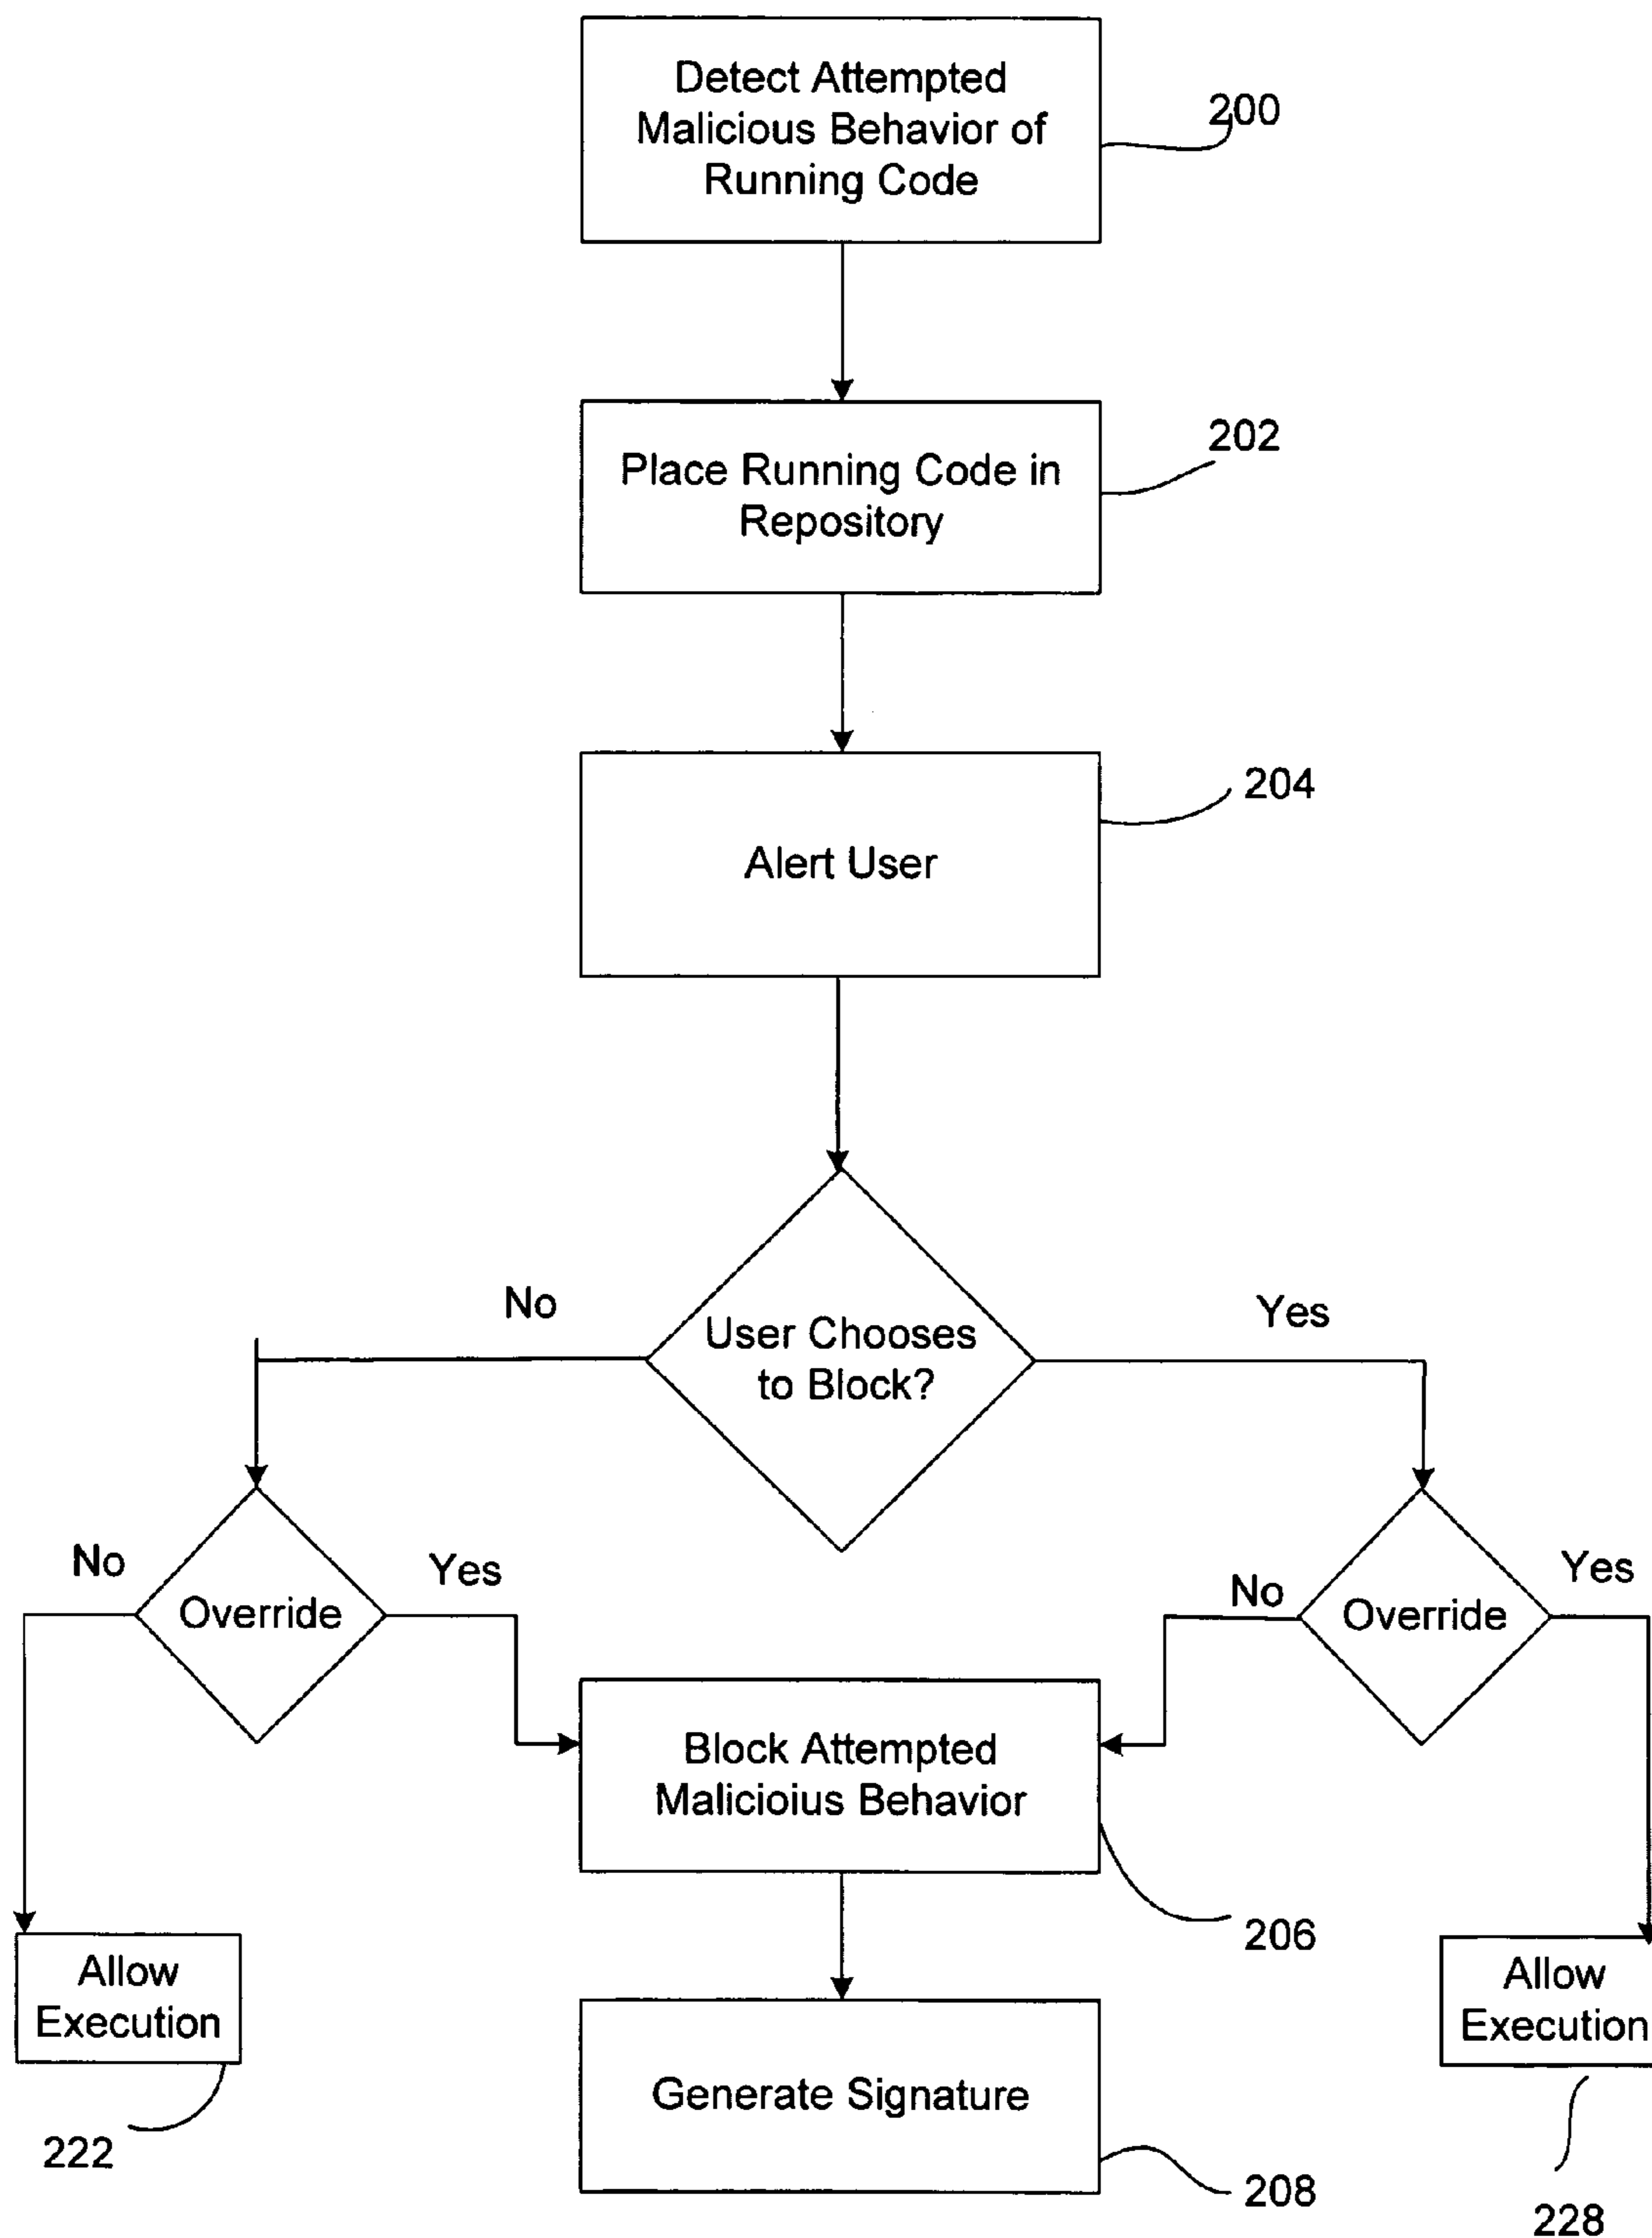 Detect Attempted
Malicious Behavior of
Running Code
200
Place Running Code in
Repository
202
Alert User
204
User Chooses
to Block?
No
Yes
Override
No
Yes
Override
No
Yes
Block Attempted
Malicioius Behavior
206
Allow
Execution
222
Allow
Execution
228
Generate Signature
208